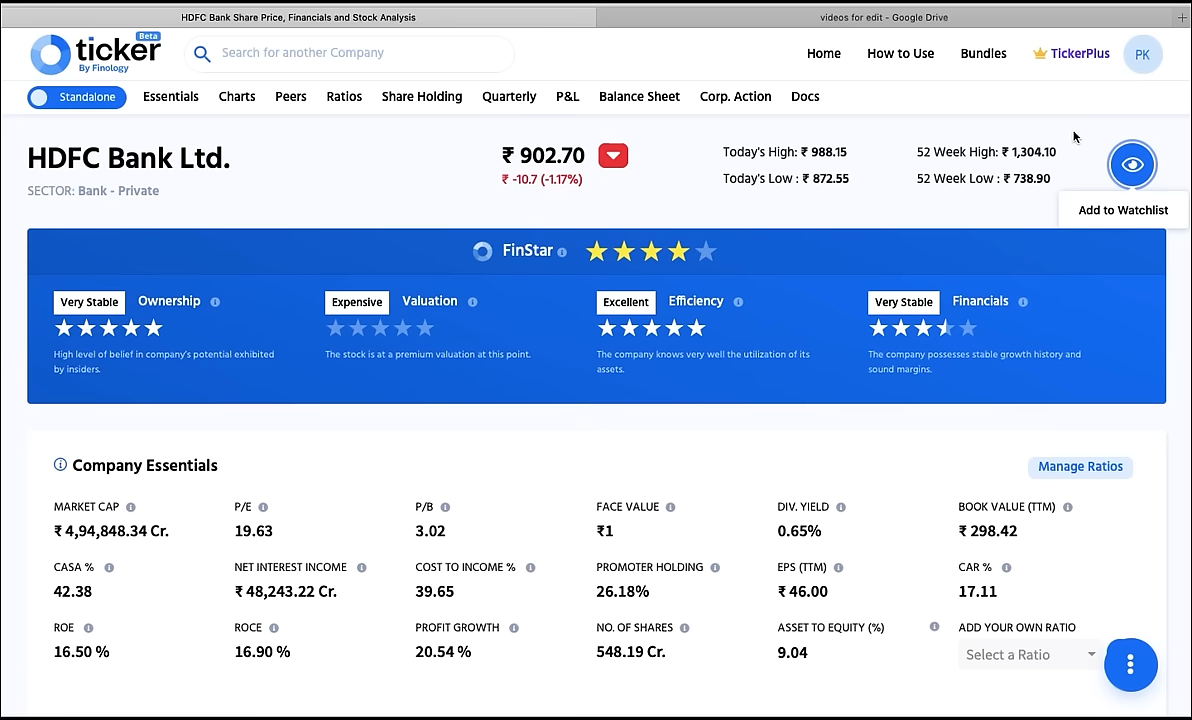 HDFC Bank Share Price, Financials and Stock Analysis
videos for edit - Google Drive
ticker Beta
By Finology
Search for another Company
Home How to Use Bundles TickerPlus PK
Standalone Essentials Charts Peers Ratios Share Holding Quarterly P&L Balance Sheet Corp. Action Docs
HDFC Bank Ltd.
SECTOR: Bank - Private
₹ 902.70
₹ -10.7 (-1.17%)
Today's High: ₹ 988.15
52 Week High: ₹ 1,304.10
Today's Low : ₹ 872.55
52 Week Low : ₹ 738.90
Add to Watchlist
FinStar
Very Stable Ownership
High level of belief in company's potential exhibited
by insiders.
Expensive Valuation
The stock is at a premium valuation at this point.
Excellent Efficiency
The company knows very well the utilization of its
assets.
Very Stable Financials
The company possesses stable growth history and
sound margins.
Company Essentials
Manage Ratios
MARKET CAP P/E P/B FACE VALUE DIV. YIELD BOOK VALUE (TTM)
₹ 4,94,848.34 Cr. 19.63 3.02 ₹1 0.65% ₹ 298.42
CASA % NET INTEREST INCOME COST TO INCOME % PROMOTER HOLDING EPS (TTM) CAR %
42.38 ₹ 48,243.22 Cr. 39.65 26.18% ₹ 46.00 17.11
ROE ROCE PROFIT GROWTH NO. OF SHARES ASSET TO EQUITY (%) ADD YOUR OWN RATIO
16.50 % 16.90 % 20.54 % 548.19 Cr. 9.04 Select a Ratio